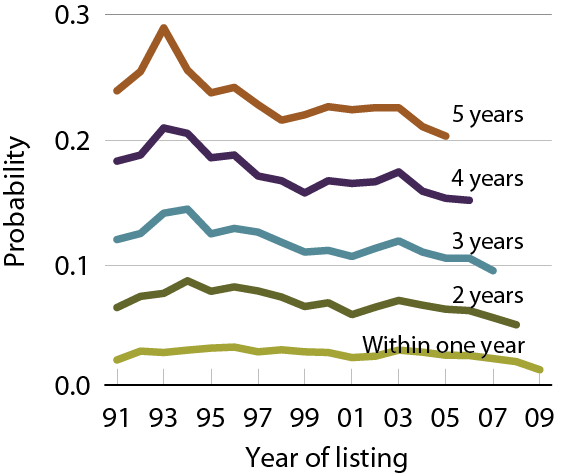 0.3
5 years
0.2
4 years
3 years
0.1
2 years
Within one year
0.0
91 93 95 97 99 01 03 05 07 09
Year of listing
Probability